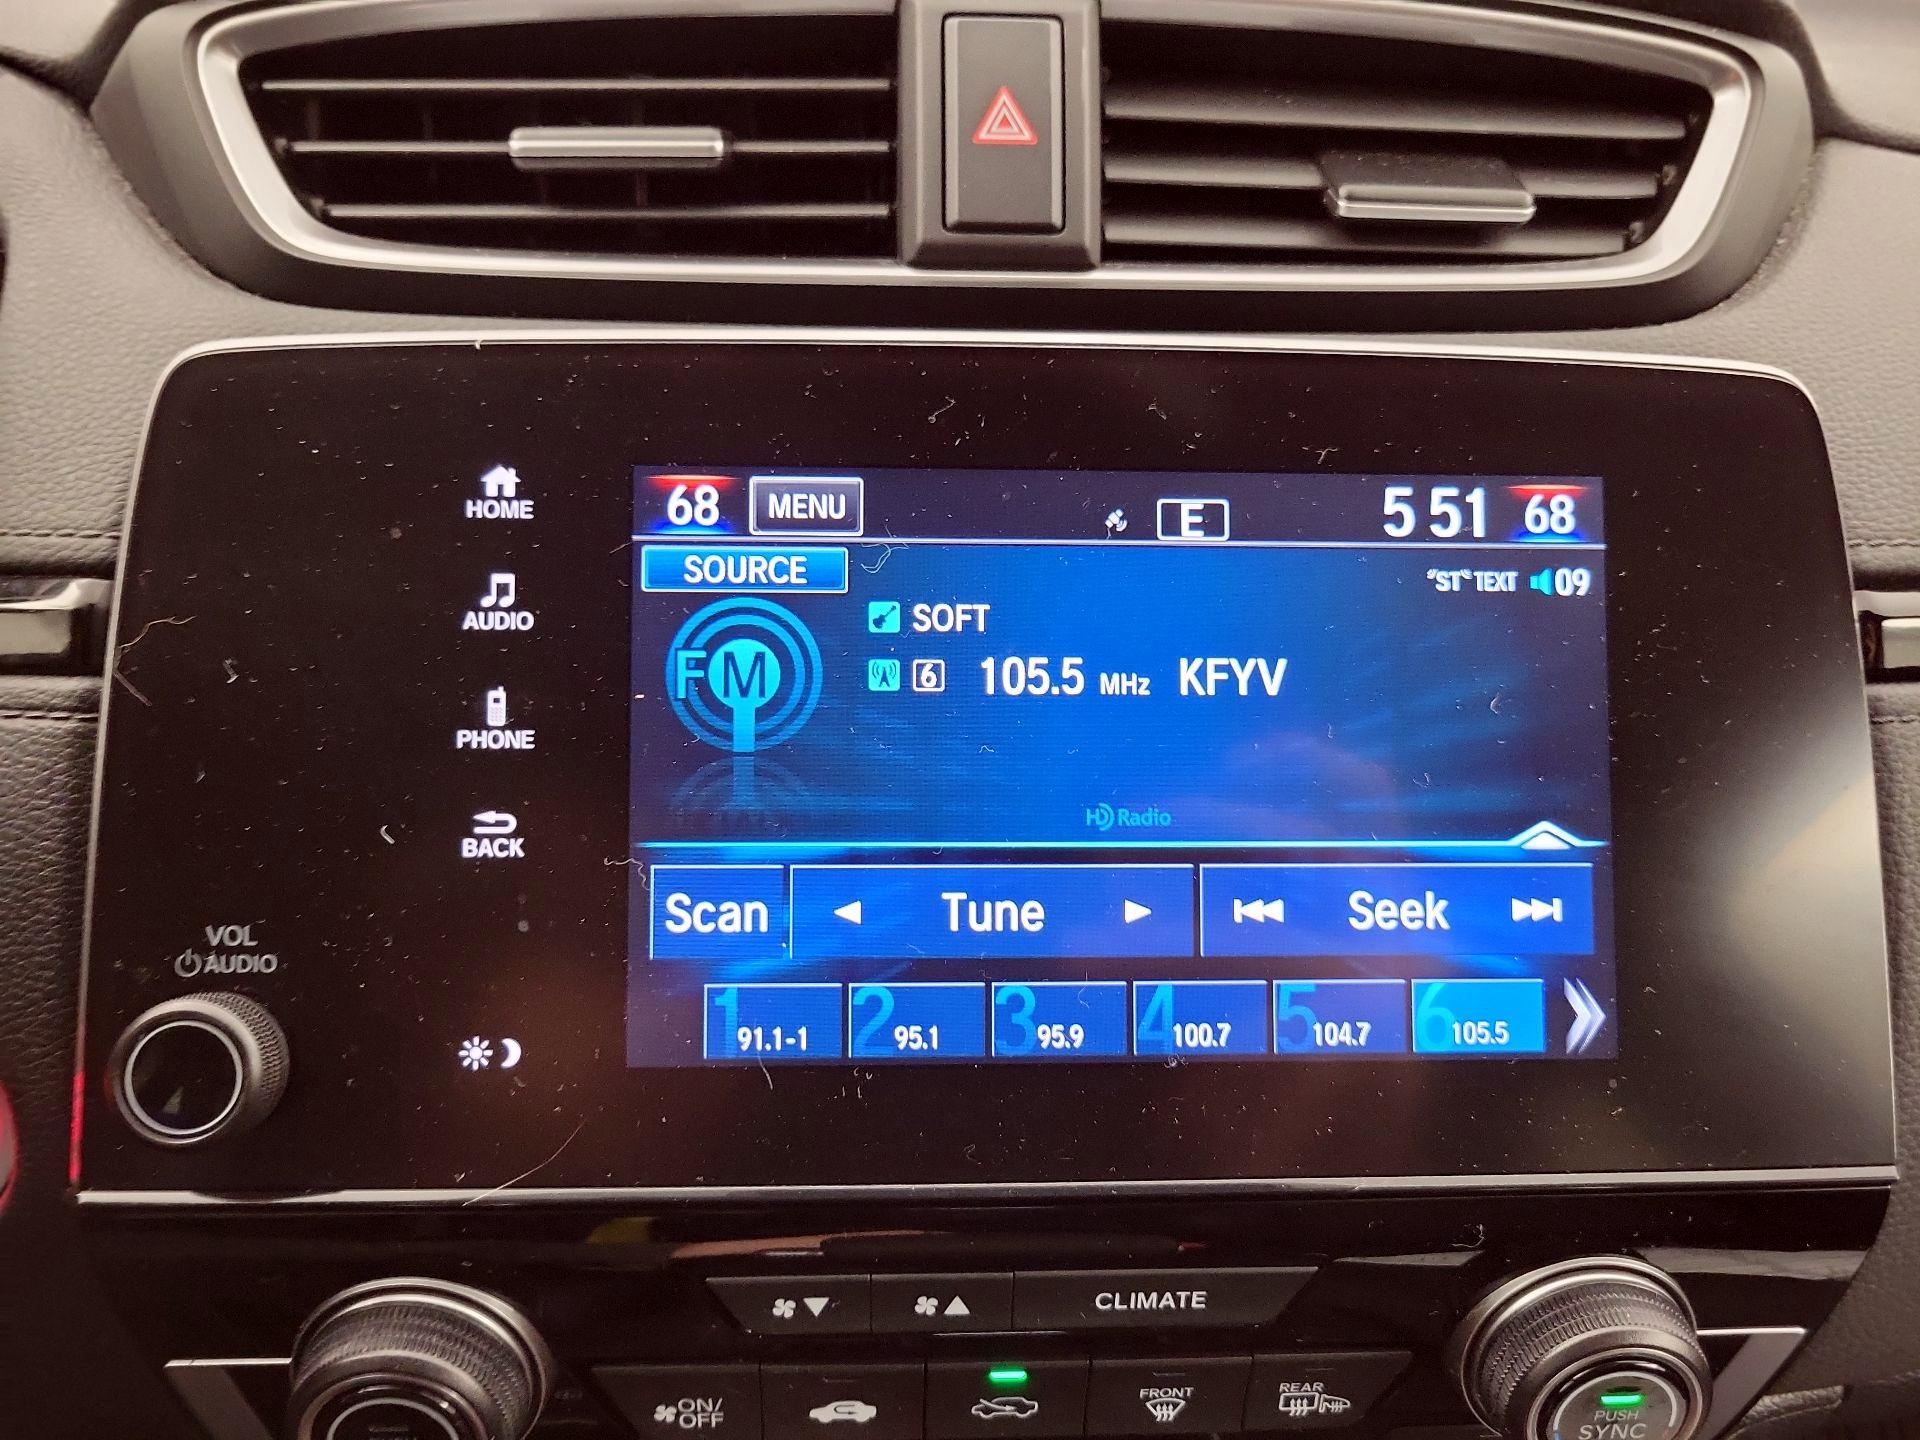 HOME
AUDIO
PHONE
BACK
VOL
AUDIO
68 MENU E 5 51 68
SOURCE "ST" TEXT 09
FM
SOFT
6 105.5 MHz KFYV
HD Radio
Scan Tune Seek
1 91.1-1 2 95.1 3 95.9 4 100.7 5 104.7 6 105.5
CLIMATE
ON/
OFF
FRONT
REAR
PUSH
SYNC